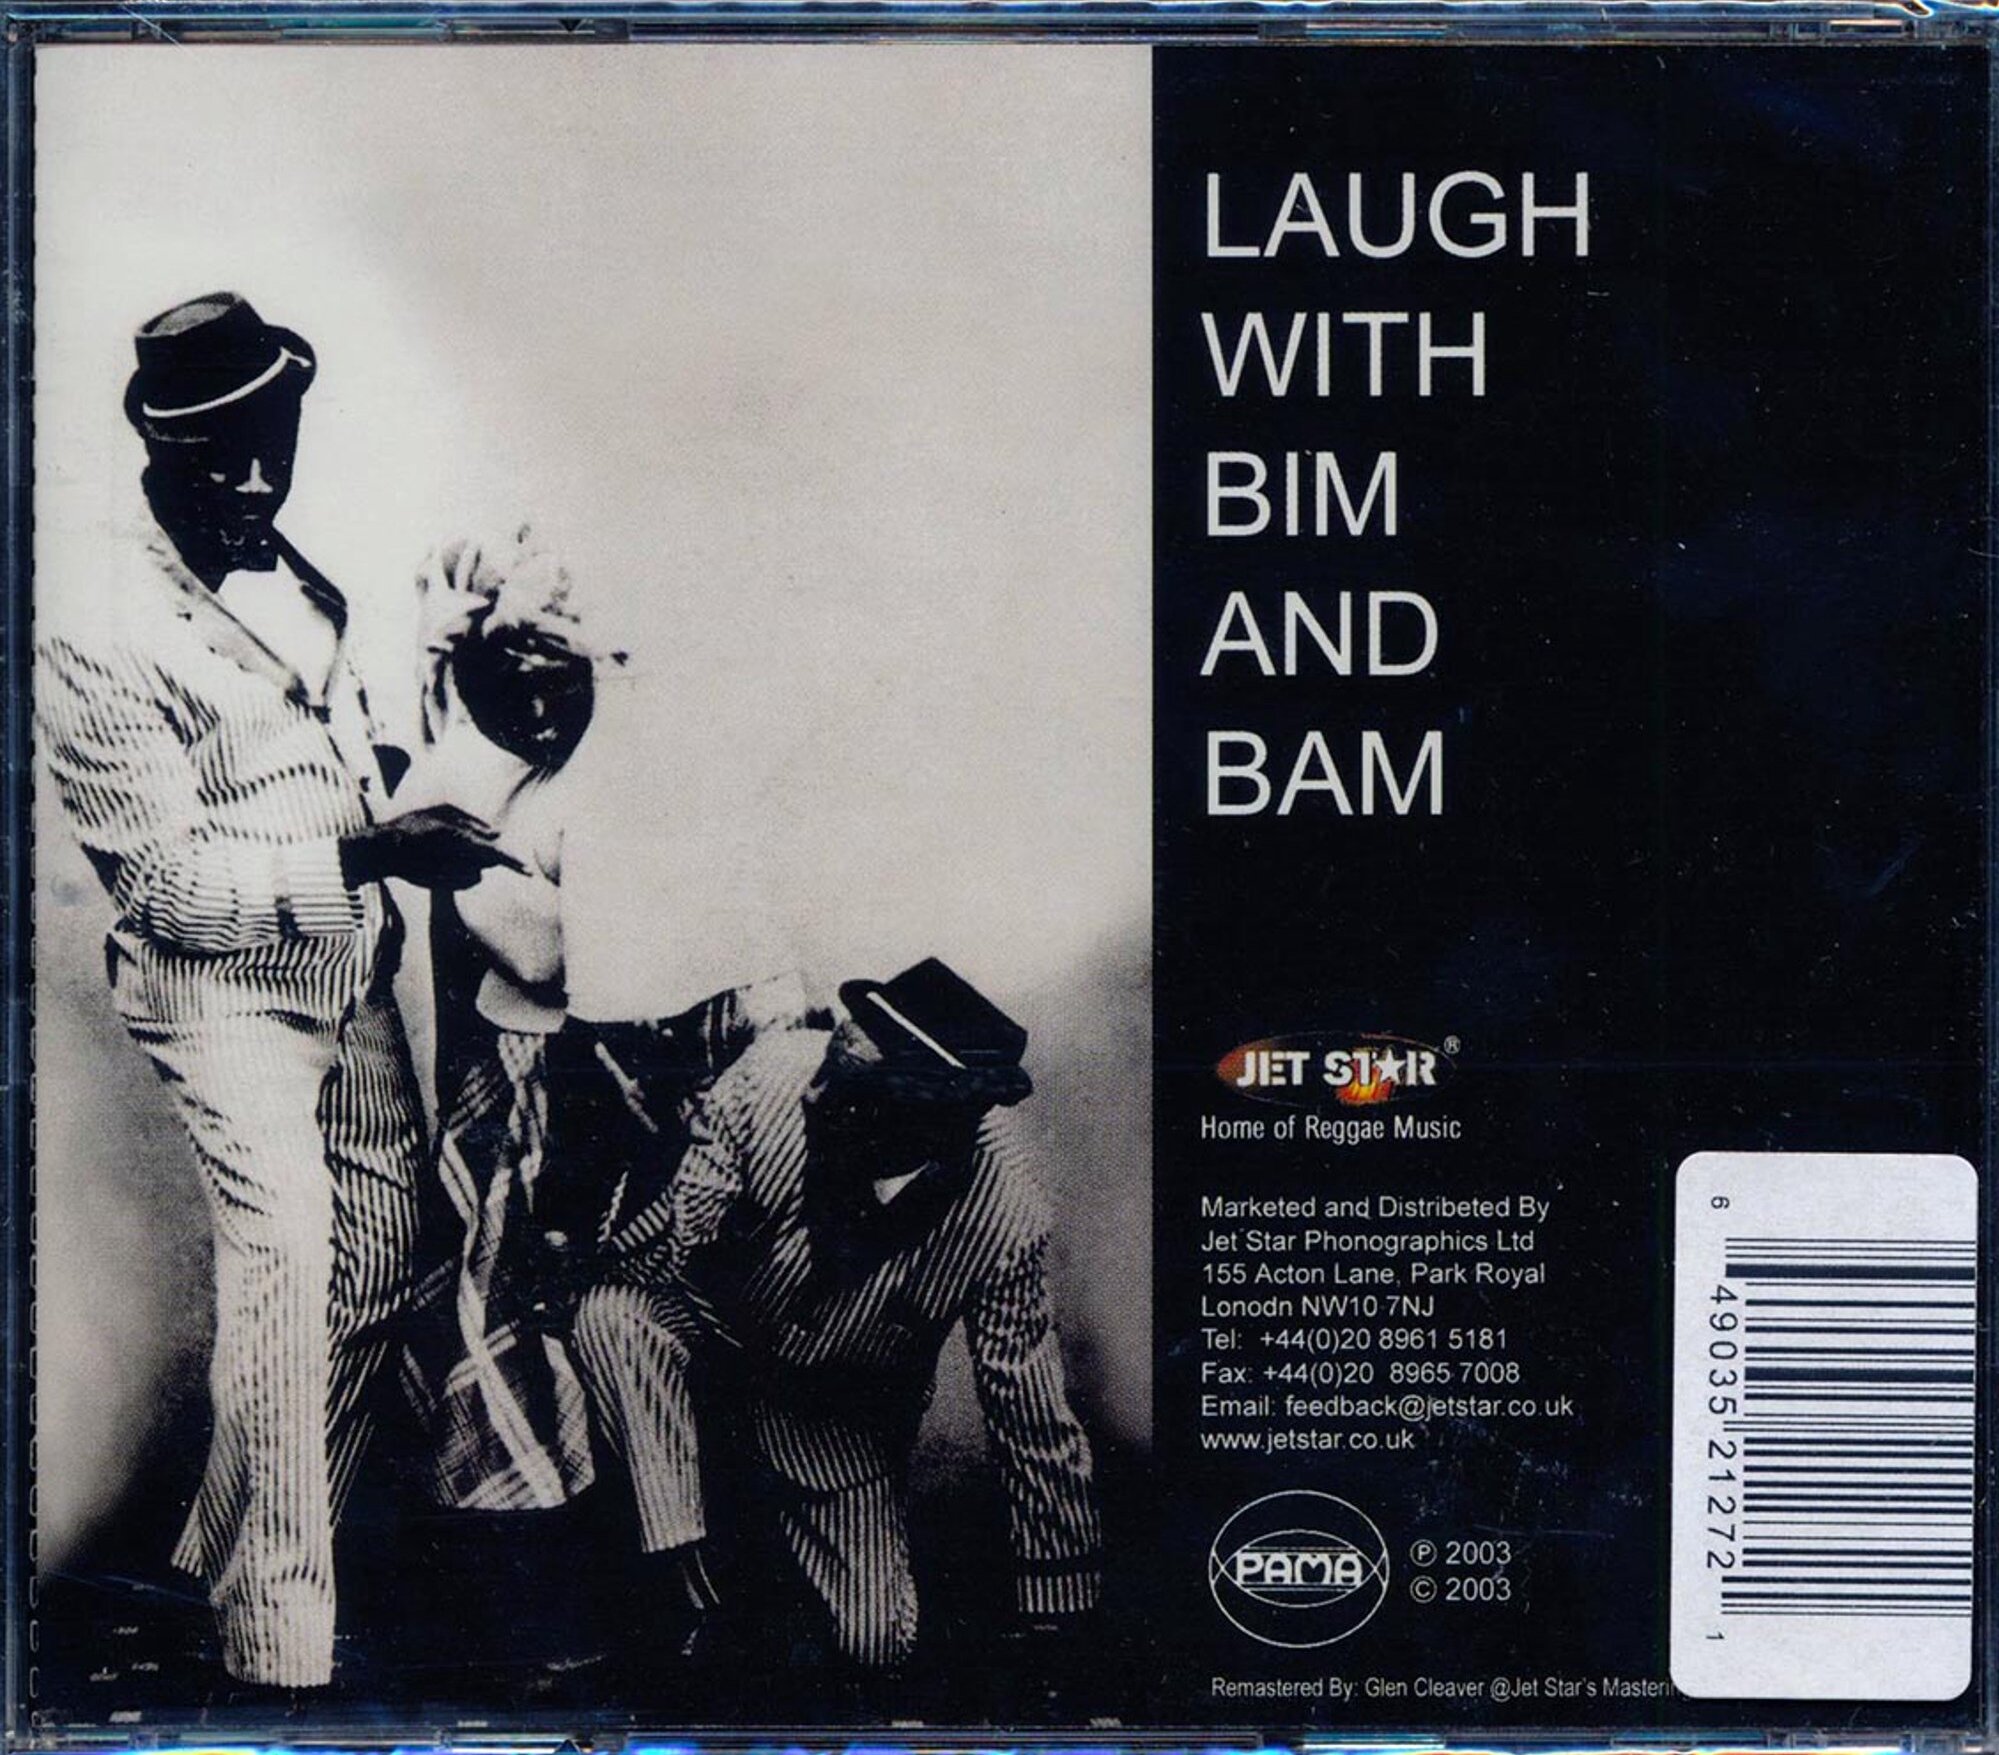 LAUGH
WITH
BIM
AND
BAM
JET STAR®
Home of Reggae Music
Marketed and Distribeted By
Jet Star Phonographics Ltd
155 Acton Lane, Park Royal
Lonodn NW10 7NJ
Tel: +44(0)20 8961 5181
Fax: +44(0)20 8965 7008
Email: feedback@jetstar.co.uk
www.jetstar.co.uk
PAMA
℗ 2003
© 2003
Remastered By: Glen Cleaver @Jet Star's
6 49035 21272 1